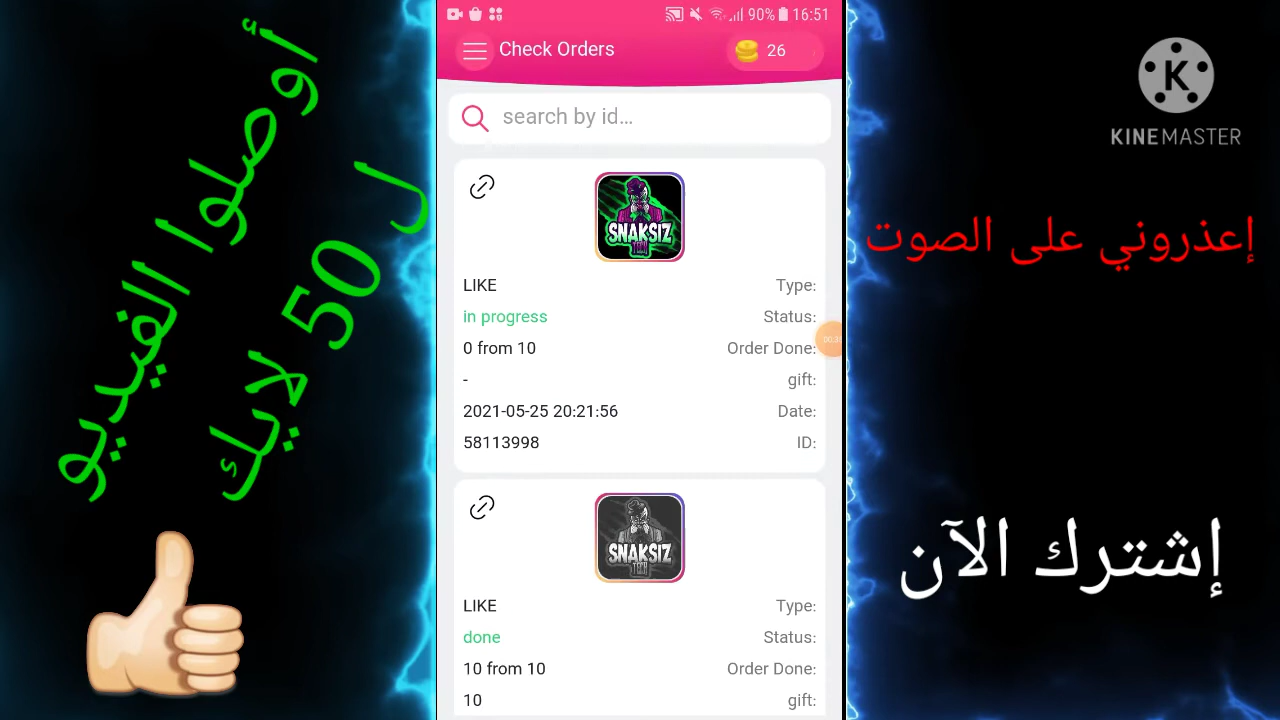 أوصلوا الفيديو
ل 50 لايك
90% 16:51
Check Orders
26
search by id...
SNAKSIZ
TECH
LIKE Type:
in progress Status:
0 from 10 Order Done:
- gift:
2021-05-25 20:21:56 Date:
58113998 ID:
SNAKSIZ
TECH
LIKE Type:
done Status:
10 from 10 Order Done:
10 gift:
K
KINEMASTER
إعذروني على الصوت
إشترك الآن